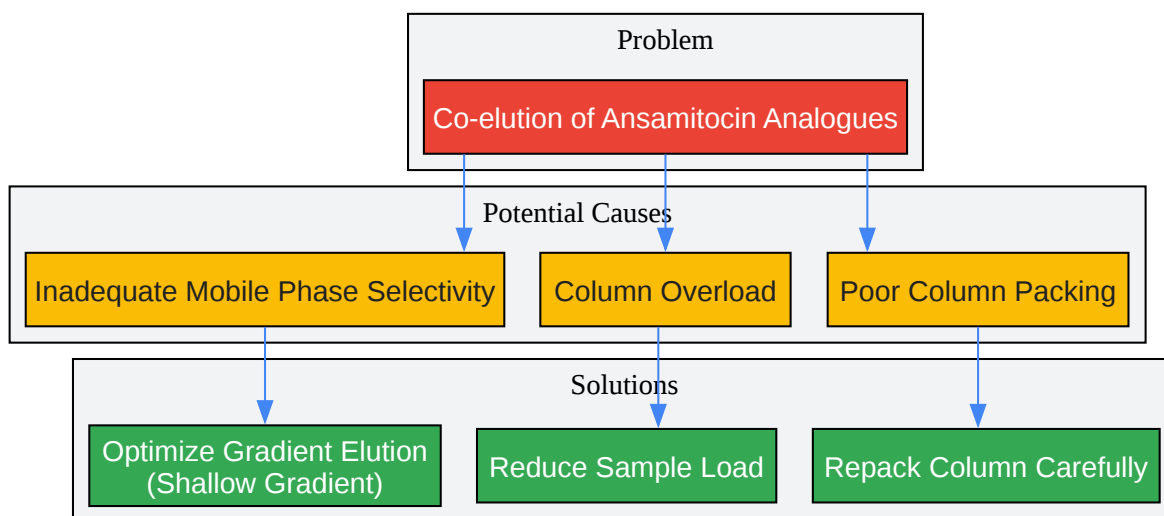 Problem
Co-elution of Ansamitocin Analogues
Potential Causes
Inadequate Mobile Phase Selectivity
Column Overload
Poor Column Packing
Solutions
Optimize Gradient Elution
(Shallow Gradient)
Reduce Sample Load
Repack Column Carefully